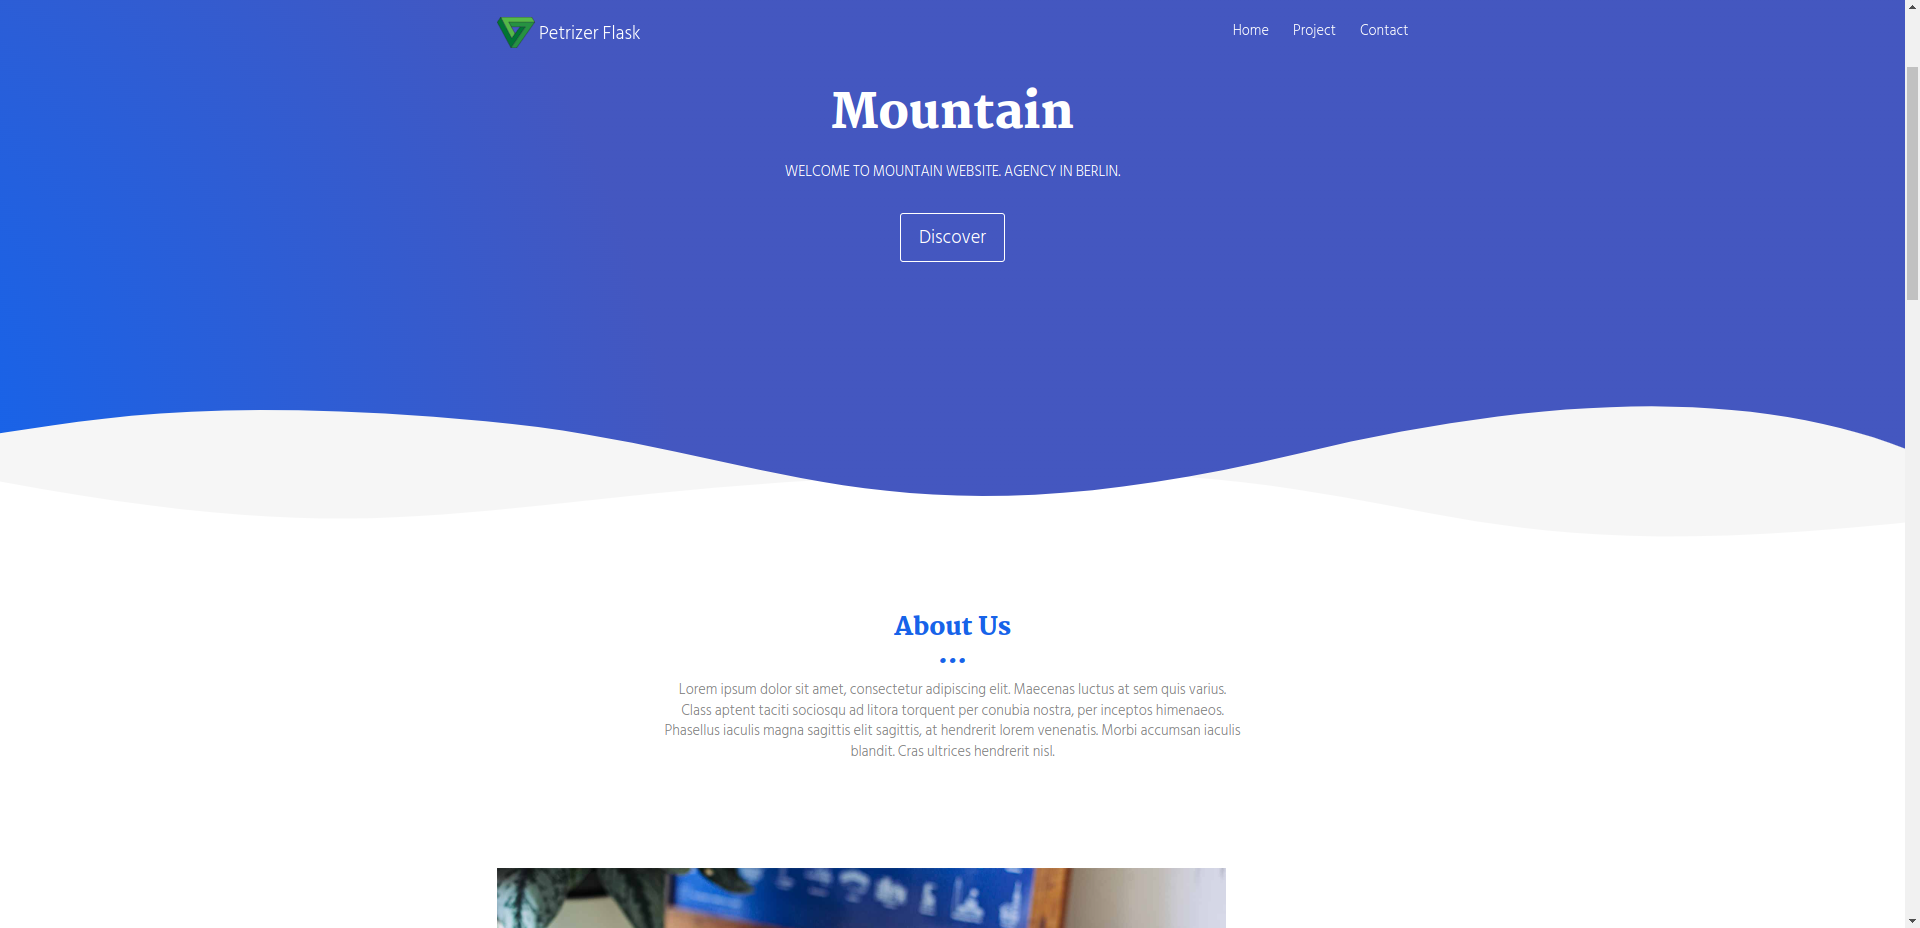 Petrizer Flask
Home
Project
Contact
Mountain
WELCOME TO MOUNTAIN WEBSITE. AGENCY IN BERLIN.
Discover
About Us
...
Lorem ipsum dolor sit amet, consectetur adipiscing elit. Maecenas luctus at sem quis varius.
Class aptent taciti sociosqu ad litora torquent per conubia nostra, per inceptos himenaeos.
Phasellus iaculis magna sagittis elit sagittis, at hendrerit lorem venenatis. Morbi accumsan iaculis
blandit. Cras ultrices hendrerit nisl.